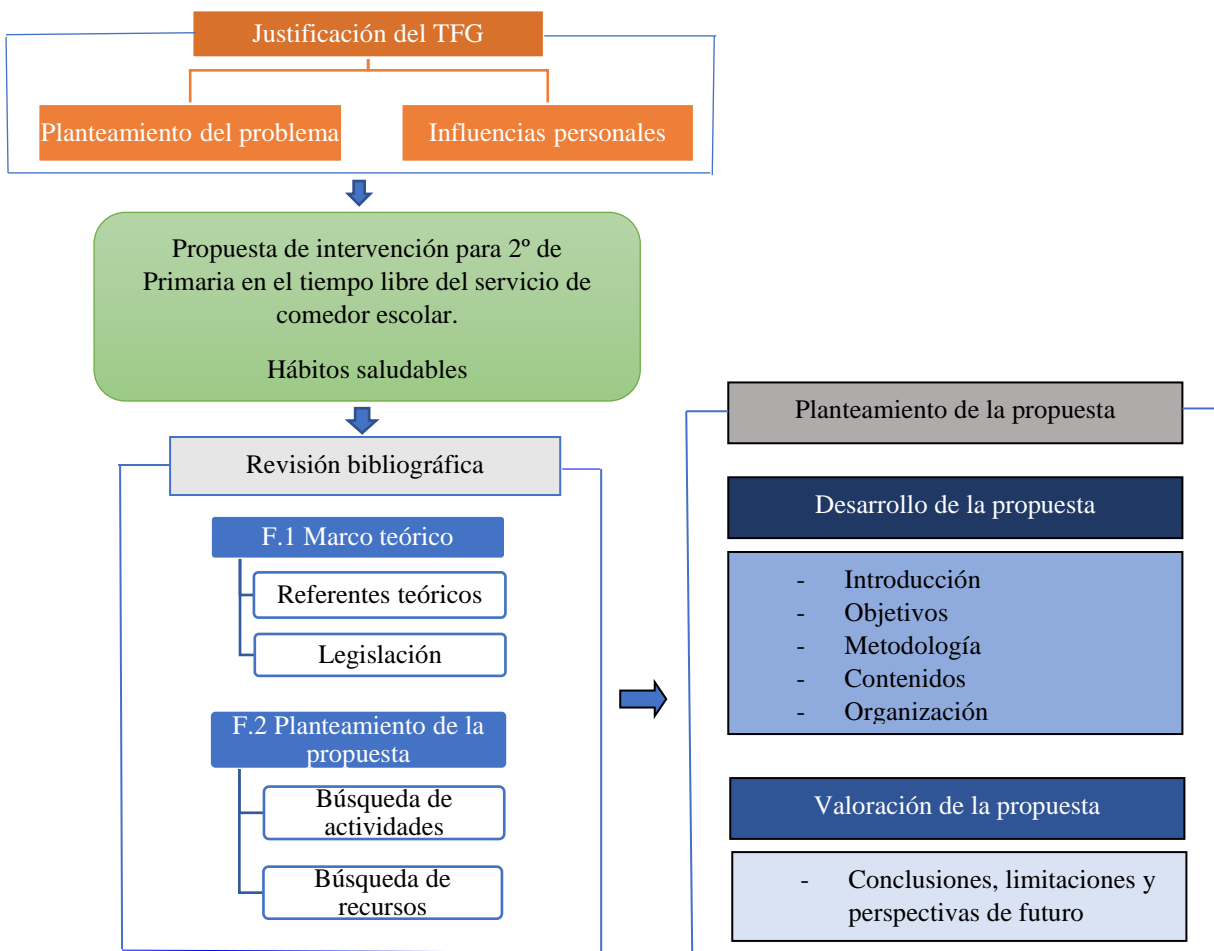 Justificación del TFG
Planteamiento del problema
Influencias personales
Propuesta de intervención para 2º de
Primaria en el tiempo libre del servicio de
comedor escolar.
Hábitos saludables
Revisión bibliográfica
F.1 Marco teórico
Referentes teóricos
Legislación
F.2 Planteamiento de la
propuesta
Búsqueda de
actividades
Búsqueda de
recursos
Planteamiento de la propuesta
Desarrollo de la propuesta
- Introducción
- Objetivos
- Metodología
- Contenidos
- Organización
Valoración de la propuesta
- Conclusiones, limitaciones y
perspectivas de futuro